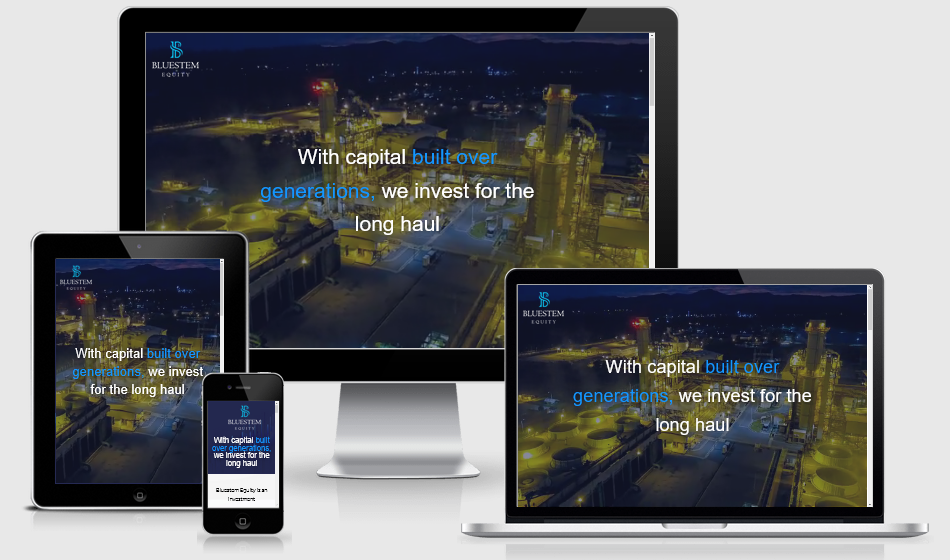 BLUESTEM
EQUITY
With capital built over
generations, we invest for the
long haul
BLUESTEM
EQUITY
With capital built over
generations, we invest
for the long haul
BLUESTEM
EQUITY
With capital built
over generations,
we invest for the
long haul
Bluestem Equity is an
investment
BLUESTEM
EQUITY
With capital built over
generations, we invest for the
long haul